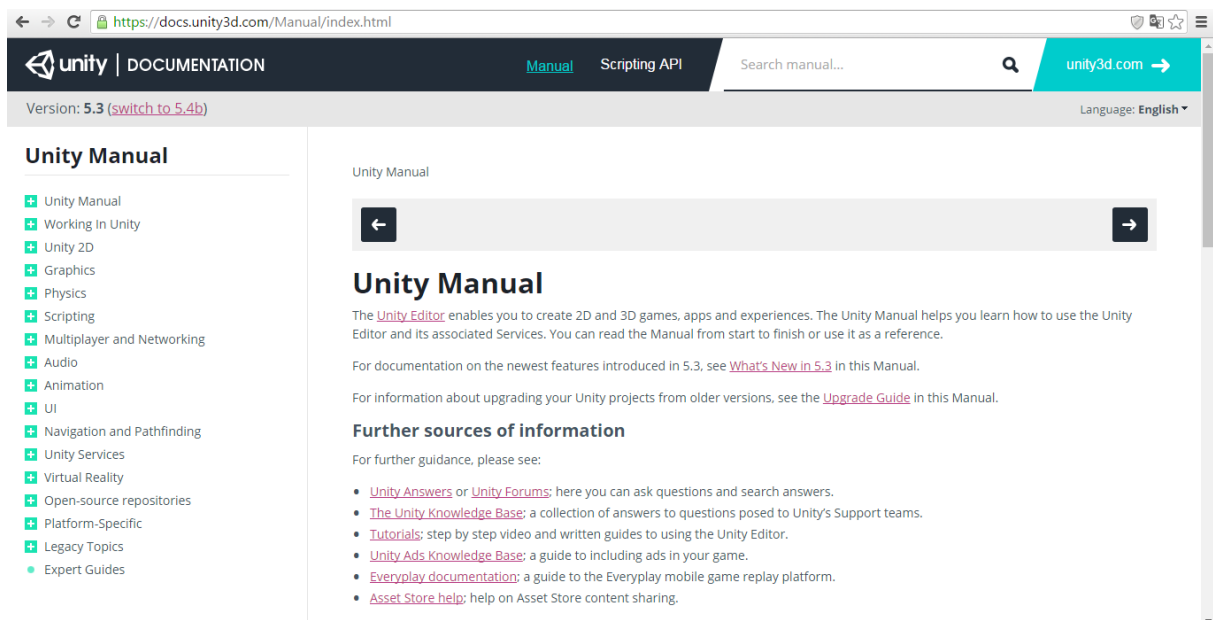 https://docs.unity3d.com/Manual/index.html
unity | DOCUMENTATION
Manual
Scripting API
Search manual...
unity3d.com
Version: 5.3 (switch to 5.4b)
Language: English
Unity Manual
Unity Manual
Working In Unity
Unity 2D
Graphics
Physics
Scripting
Multiplayer and Networking
Audio
Animation
UI
Navigation and Pathfinding
Unity Services
Virtual Reality
Open-source repositories
Platform-Specific
Legacy Topics
Expert Guides
Unity Manual
Unity Manual
The Unity Editor enables you to create 2D and 3D games, apps and experiences. The Unity Manual helps you learn how to use the Unity
Editor and its associated Services. You can read the Manual from start to finish or use it as a reference.
For documentation on the newest features introduced in 5.3, see What's New in 5.3 in this Manual.
For information about upgrading your Unity projects from older versions, see the Upgrade Guide in this Manual.
Further sources of information
For further guidance, please see:
• Unity Answers or Unity Forums; here you can ask questions and search answers.
• The Unity Knowledge Base; a collection of answers to questions posed to Unity's Support teams.
• Tutorials; step by step video and written guides to using the Unity Editor.
• Unity Ads Knowledge Base; a guide to including ads in your game.
• Everyplay documentation; a guide to the Everyplay mobile game replay platform.
• Asset Store help; help on Asset Store content sharing.